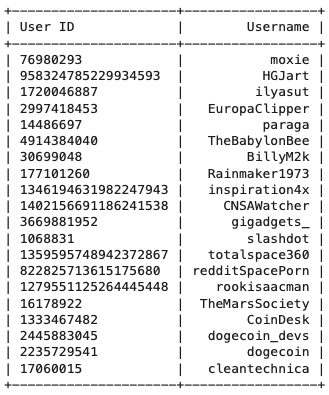 User ID | Username
76980293 | moxie
958324785229934593 | HGJart
1720046887 | ilyasut
2997418453 | EuropaClipper
14486697 | paraga
4914384040 | TheBabylonBee
30699048 | BillyM2k
177101260 | Rainmaker1973
1346194631982247943 | inspiration4x
1402156691186241538 | CNSAWatcher
3669881952 | gigadgets_
1068831 | slashdot
1359595748942372867 | totalspace360
822825713615175680 | redditSpacePorn
1279551125264445448 | rookisaacman
16178922 | TheMarsSociety
1333467482 | CoinDesk
2445883045 | dogecoin_devs
2235729541 | dogecoin
17060015 | cleantechnica